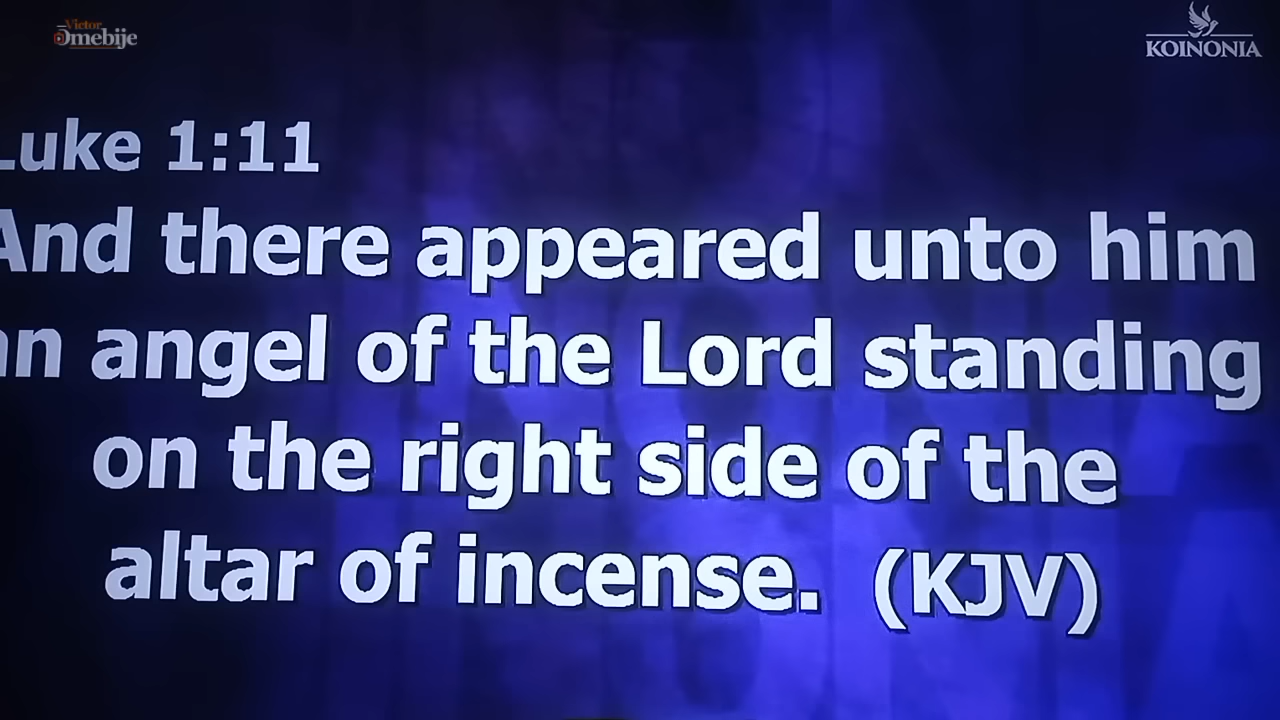 Victor
Omebije
KOINONIA
Luke 1:11
And there appeared unto him
an angel of the Lord standing
on the right side of the
altar of incense. (KJV)